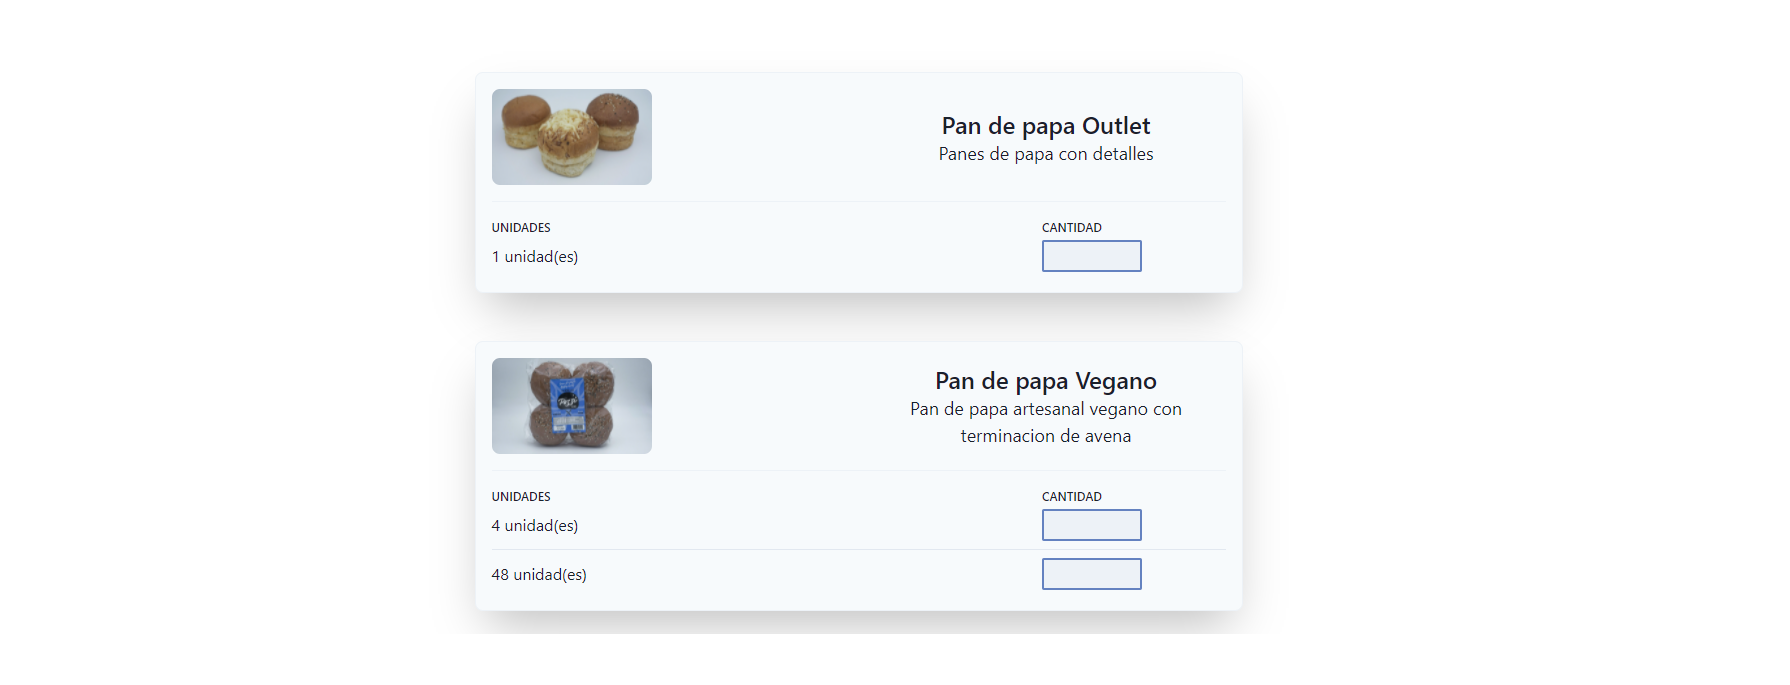 Pan de papa Outlet
Panes de papa con detalles
UNIDADES
CANTIDAD
1 unidad(es)
Pan de papa Vegano
Pan de papa artesanal vegano con
terminacion de avena
UNIDADES
CANTIDAD
4 unidad(es)
48 unidad(es)